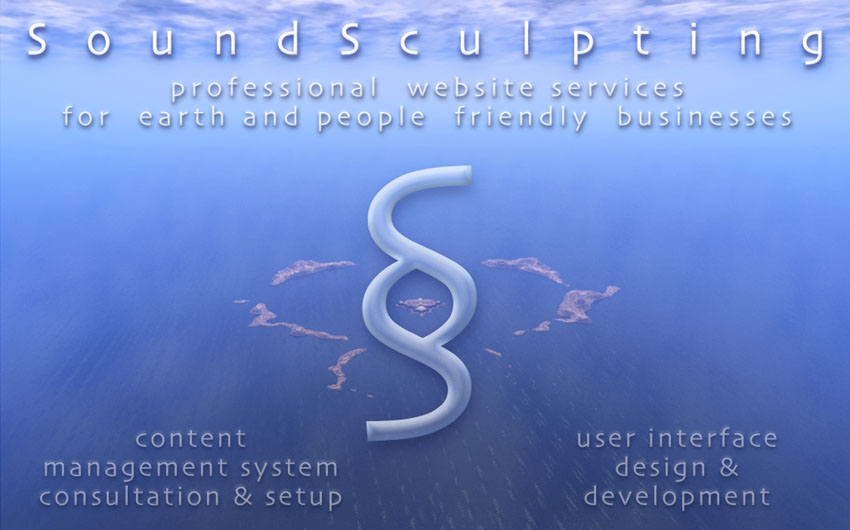 SoundSculpting
professional website services
for earth and people friendly businesses
content
management system
consultation & setup
user interface
design &
development